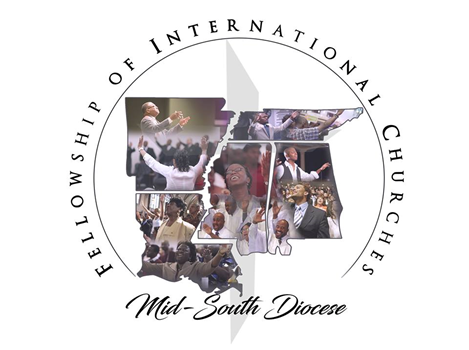 Fellowship of International Churches
Mid-South Diocese